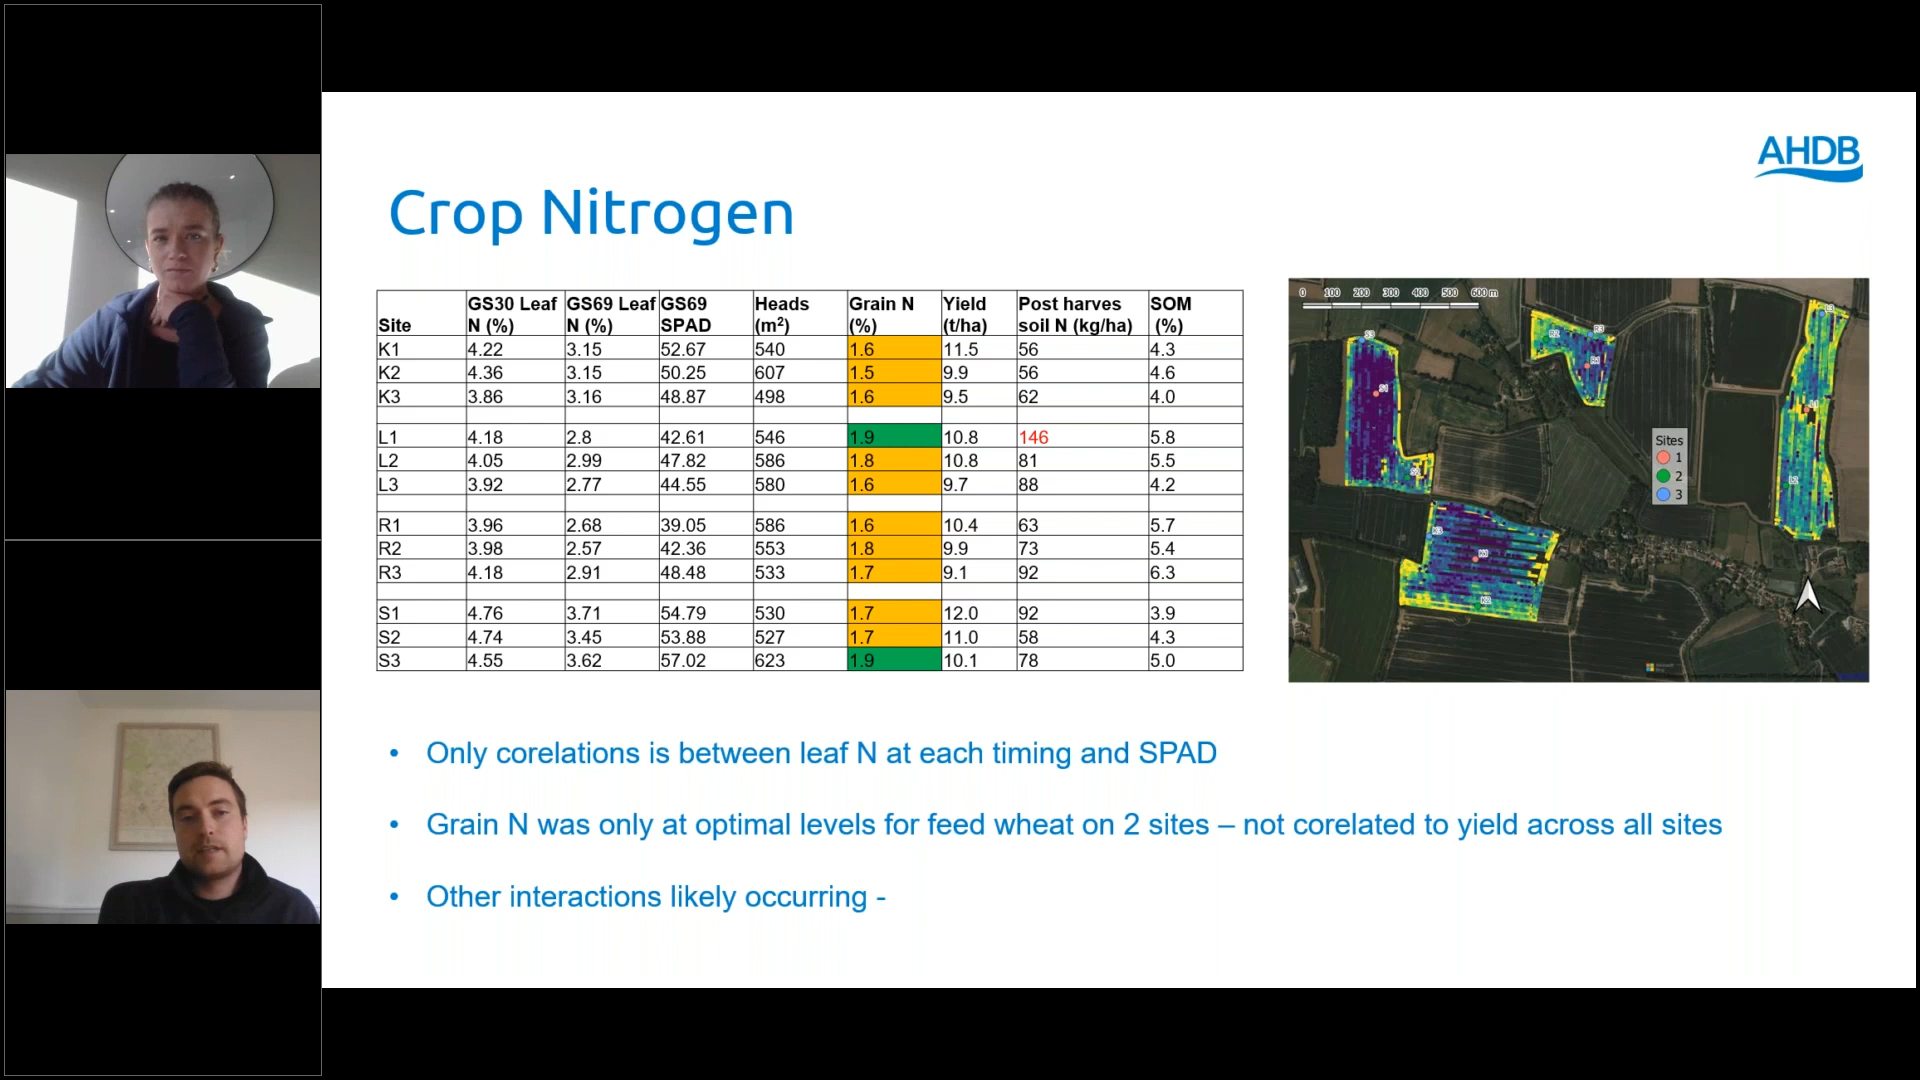 AHDB
Crop Nitrogen
Site GS30 Leaf N (%) GS69 Leaf N (%) GS69 SPAD Heads (m²) Grain N (%) Yield (t/ha) Post harves soil N (kg/ha) SOM (%)
K1 4.22 3.15 52.67 540 1.6 11.5 56 4.3
K2 4.36 3.15 50.25 607 1.5 9.9 56 4.6
K3 3.86 3.16 48.87 498 1.6 9.5 62 4.0
L1 4.18 2.8 42.61 546 1.9 10.8 146 5.8
L2 4.05 2.99 47.82 586 1.8 10.8 81 5.5
L3 3.92 2.77 44.55 580 1.6 9.7 88 4.2
R1 3.96 2.68 39.05 586 1.6 10.4 63 5.7
R2 3.98 2.57 42.36 553 1.8 9.9 73 5.4
R3 4.18 2.91 48.48 533 1.7 9.1 92 6.3
S1 4.76 3.71 54.79 530 1.7 12.0 92 3.9
S2 4.74 3.45 53.88 527 1.7 11.0 58 4.3
S3 4.55 3.62 57.02 623 1.9 10.1 78 5.0
0 100 200 300 400 500 600 m
S3
R2
R3
L3
R1
S1
L1
Sites
1
2
3
S2
L2
K3
K1
K2
• Only corelations is between leaf N at each timing and SPAD
• Grain N was only at optimal levels for feed wheat on 2 sites – not corelated to yield across all sites
• Other interactions likely occurring -